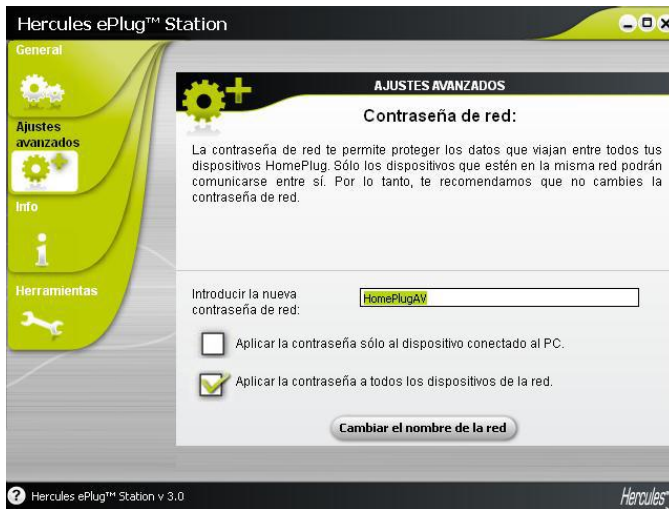 Hercules ePlug™ Station
General
Ajustes
avanzados
Info
Herramientas
AJUSTES AVANZADOS
Contraseña de red:
La contraseña de red te permite proteger los datos que viajan entre todos tus
dispositivos HomePlug. Sólo los dispositivos que estén en la misma red podrán
comunicarse entre sí. Por lo tanto, te recomendamos que no cambies la
contraseña de red.
Introducir la nueva
contraseña de red:
HomePlugAV
Aplicar la contraseña sólo al dispositivo conectado al PC.
Aplicar la contraseña a todos los dispositivos de la red.
Cambiar el nombre de la red
? Hercules ePlug™ Station v 3.0
Hercules™